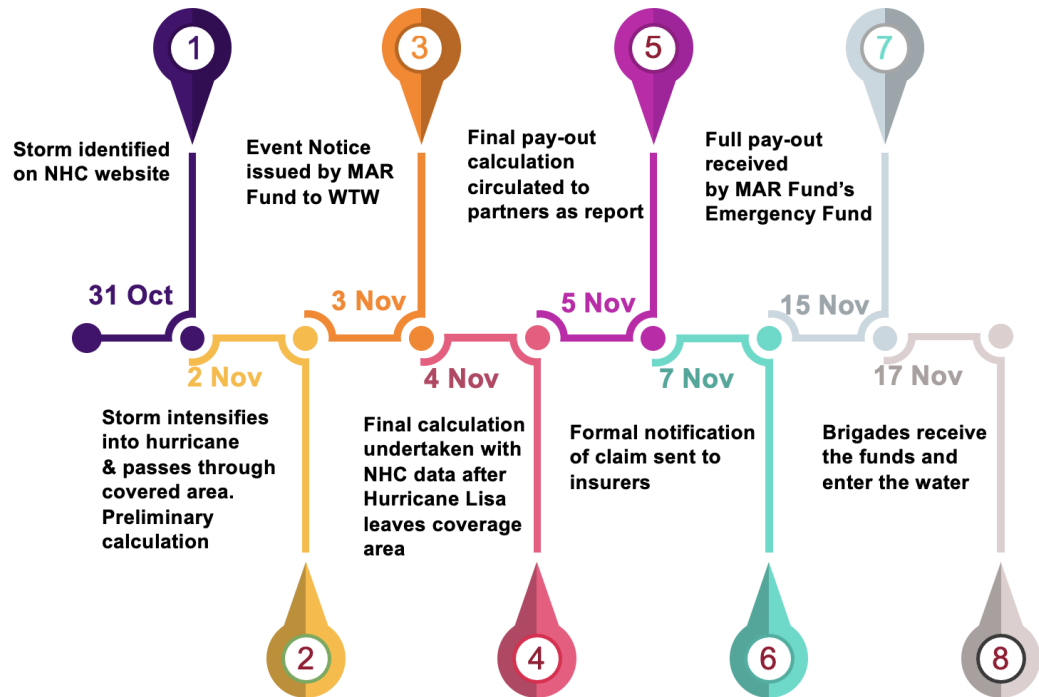 1
Storm identified
on NHC website
31 Oct
2 Nov
Storm intensifies
into hurricane
& passes through
covered area.
Preliminary
calculation
2
3
Event Notice
issued by MAR
Fund to WTW
3 Nov
4 Nov
Final calculation
undertaken with
NHC data after
Hurricane Lisa
leaves coverage
area
4
5
Final pay-out
calculation
circulated to
partners as report
5 Nov
7 Nov
Formal notification
of claim sent to
insurers
6
7
Full pay-out
received
by MAR Fund’s
Emergency Fund
15 Nov
17 Nov
Brigades receive
the funds and
enter the water
8